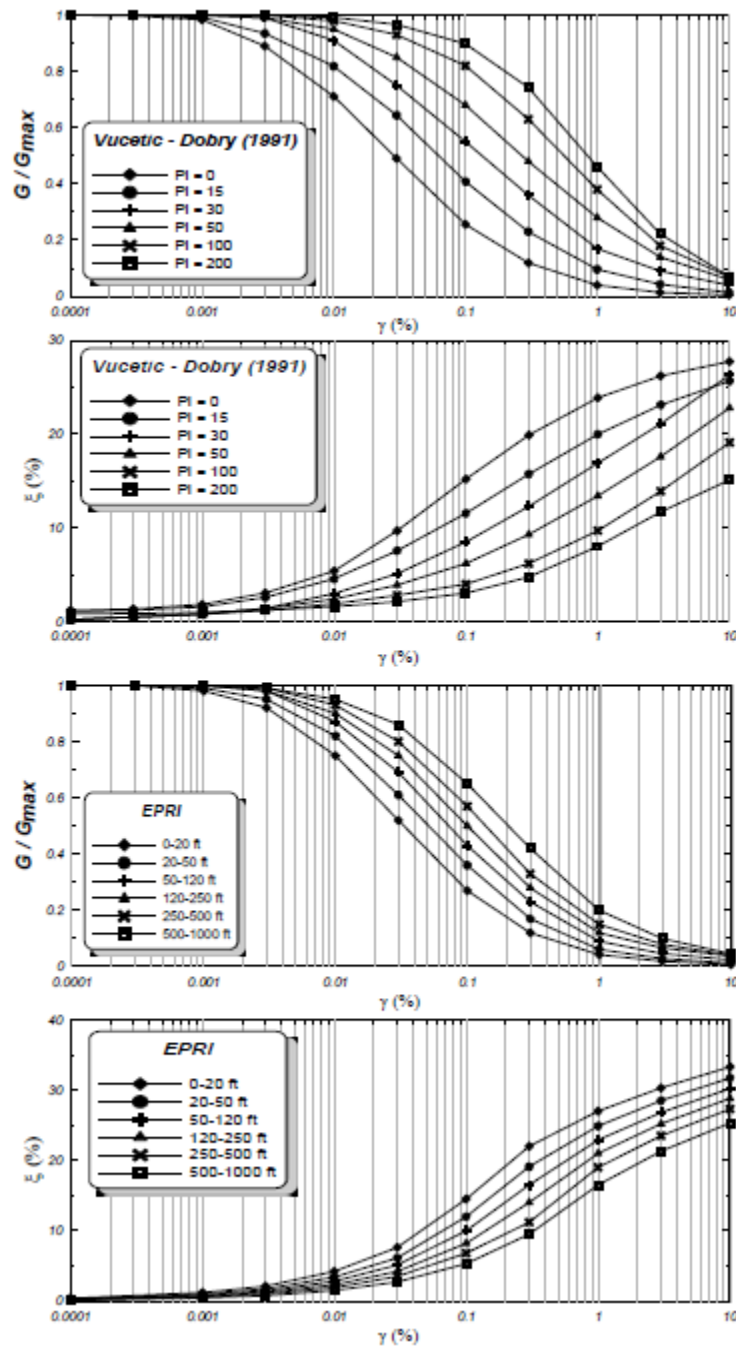 1
0.8
0.6
0.4
0.2
0
G / Gmax
Vucetic - Dobry (1991)
PI = 0
PI = 15
PI = 30
PI = 50
PI = 100
PI = 200
0.0001
0.001
0.01
0.1
1
10
γ (%)
30
20
10
0
ξ (%)
Vucetic - Dobry (1991)
PI = 0
PI = 15
PI = 30
PI = 50
PI = 100
PI = 200
0.0001
0.001
0.01
0.1
1
10
γ (%)
1
0.8
0.6
0.4
0.2
0
G / Gmax
EPRI
0-20 ft
20-50 ft
50-120 ft
120-250 ft
250-500 ft
500-1000 ft
0.0001
0.001
0.01
0.1
1
10
γ (%)
40
30
20
10
0
ξ (%)
EPRI
0-20 ft
20-50 ft
50-120 ft
120-250 ft
250-500 ft
500-1000 ft
0.0001
0.001
0.01
0.1
1
10
γ (%)